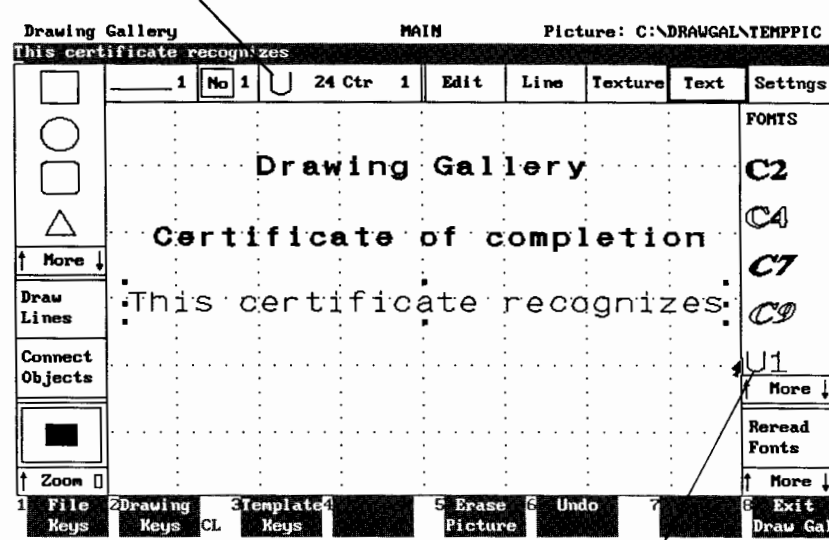 Drawing Gallery MAIN Picture: C:\DRAWGAL\TEMPPIC
This certificate recognizes
1 No 1 U 24 Ctr 1 Edit Line Texture Text Settngs
FONTS
C2
Drawing Gallery
C4
Certificate of completion
↑ More ↓
C7
Draw
Lines
This certificate recognizes
C9
Connect
Objects
U1
↑ More ↓
Reread
Fonts
↑ Zoom
↑ More ↓
1 File Keys
2 Drawing Keys
CL
3 Template Keys
4
5 Erase Picture
6 Undo
7
8 Exit Draw Gal